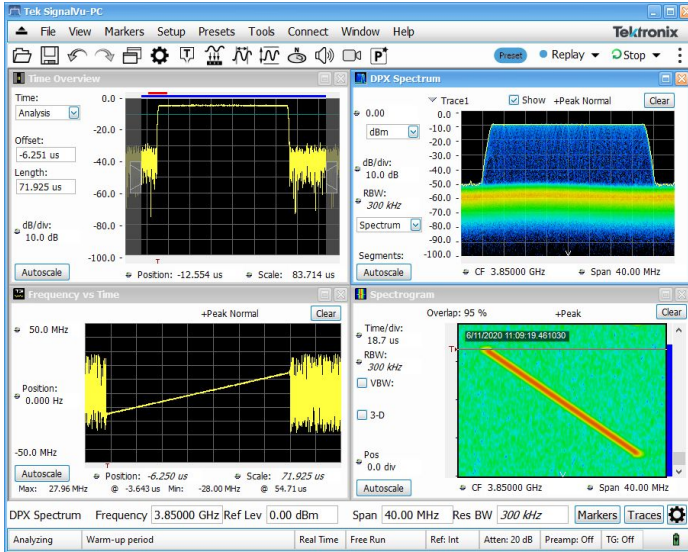 Tek SignalVu-PC
File View Markers Setup Presets Tools Connect Window Help
Tektronix
Preset Replay Stop
Time Overview
Time:
Analysis
Offset:
-6.251 us
Length:
71.925 us
dB/div:
10.0 dB
Autoscale
0.0
-20.0
-40.0
-60.0
-80.0
-100.0
T
Position: -12.554 us Scale: 83.714 us
DPX Spectrum
Trace1 Show +Peak Normal Clear
0.00
dBm
dB/div:
10.0 dB
RBW:
300 kHz
Spectrum
Segments:
Autoscale
0.0
-10.0
-20.0
-30.0
-40.0
-50.0
-60.0
-70.0
-80.0
-90.0
-100.0
CF 3.85000 GHz Span 40.00 MHz
Frequency vs Time
+Peak Normal Clear
50.0 MHz
Position:
0.000 Hz
-50.0 MHz
T
Autoscale Position: -6.250 us Scale: 71.925 us
Max: 27.96 MHz @ -3.643 us Min: -28.00 MHz @ 54.71 us
Spectrogram
Overlap: 95 % +Peak Clear
Time/div:
18.7 us
RBW:
300 kHz
VBW:
3-D
Pos
0.0 div
Autoscale
6/11/2020 11:09:19.461030
T
CF 3.85000 GHz Span 40.00 MHz
DPX Spectrum Frequency 3.85000 GHz Ref Lev 0.00 dBm Span 40.00 MHz Res BW 300 kHz Markers Traces
Analyzing Warm-up period Real Time Free Run Ref: Int Atten: 20 dB Preamp: Off TG: Off